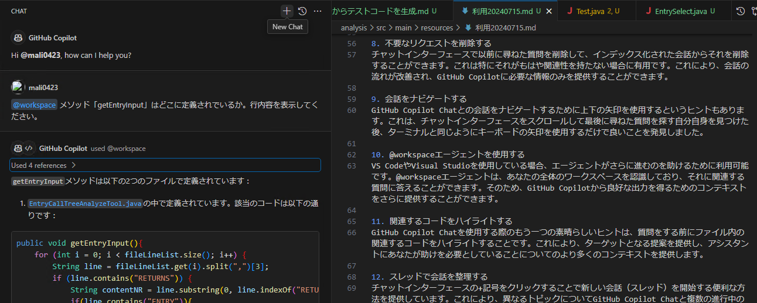 CHAT
New Chat
GitHub Copilot
Hi @mali0423, how can I help you?
mali0423
@workspace メソッド「getEntryInput」はどこに定義されているか。行内容を表示してく
ださい。
GitHub Copilot used @workspace
Used 4 references
getEntryInputメソッドは以下の2つのファイルで定義されています：
1. EntryCallTreeAnalyzeTool.java の中で定義されています。該当のコードは以下の通
りです：
public void getEntryInput(){
for (int i = 0; i < fileLineList.size(); i++) {
String line = fileLineList.get(i).split(",")[3];
if (line.contains("RETURNS")) {
String contentNR = line.substring(0, line.indexOf("RETU
if(line.contains("ENTRY")){
からテストコードを生成.md U
利用20240715.md U
Test.java 2, U
EntrySelect.java U
analysis > src > main > resources > 利用20240715.md
56 8. 不要なリクエストを削除する
57 チャットインターフェースで以前に尋ねた質問を削除して、インデックス化された会話からそれを削除
することができます。これは特にそれがもはや関連性を持たない場合に有用です。これにより、会話の
流れが改善され、GitHub Copilotに必要な情報のみを提供することができます。
58
59 9. 会話をナビゲートする
60 GitHub Copilot Chatとの会話をナビゲートするために上下の矢印を使用するというヒントもありま
す。これは、チャットインターフェースをスクロールして最後に尋ねた質問を探す自分自身を見つけた
後、ターミナルと同じようにキーボードの矢印を使用するだけで良いことを発見しました。
61
62 10. @workspaceエージェントを使用する
63 VS CodeやVisual Studioを使用している場合、エージェントがさらに進むのを助けるために利用可能
です。@workspaceエージェントは、あなたの全体のワークスペースを認識しており、それに関連する
質問に答えることができます。そのため、GitHub Copilotから良好な出力を得るためのコンテキスト
をさらに提供することができます。
64
65 11. 関連するコードをハイライトする
66 GitHub Copilot Chatを使用する際のもう一つの素晴らしいヒントは、質問をする前にファイル内の
関連するコードをハイライトすることです。これにより、ターゲットとなる提案を提供し、アシスタン
トにあなたが助けを必要としていることについてのより多くのコンテキストを提供します。
67
68 12. スレッドで会話を整理する
69 チャットインターフェースの+記号をクリックすることで新しい会話（スレッド）を開始する便利な方
法を提供しています。これにより、異なるトピックについてGitHub Copilot Chatと複数の進行中の